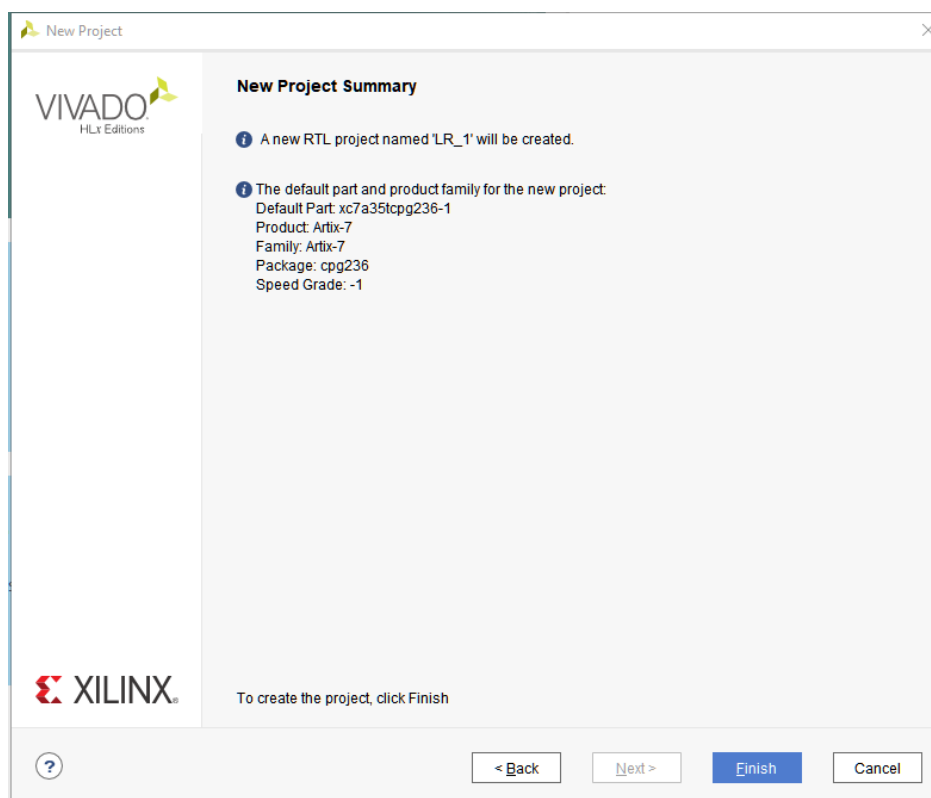 New Project
VIVADO.
HLx Editions
New Project Summary
A new RTL project named 'LR_1' will be created.
The default part and product family for the new project:
Default Part: xc7a35tcpg236-1
Product: Artix-7
Family: Artix-7
Package: cpg236
Speed Grade: -1
XILINX®
To create the project, click Finish
?
< Back
Next >
Finish
Cancel